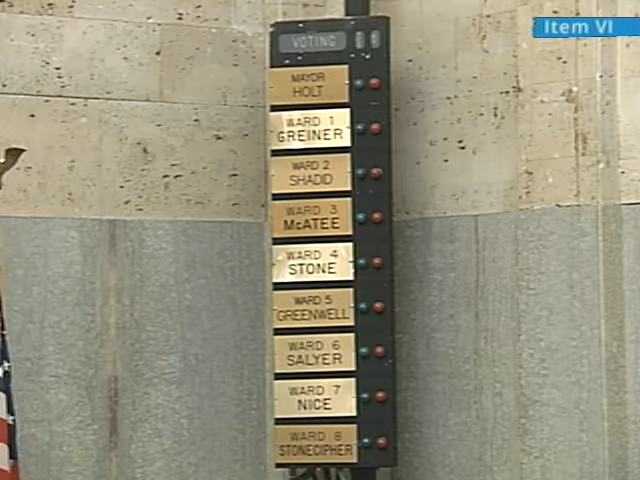 Item VI
VOTING
MAYOR
HOLT
WARD 1
GREINER
WARD 2
SHADID
WARD 3
McATEE
WARD 4
STONE
WARD 5
GREENWELL
WARD 6
SALYER
WARD 7
NICE
WARD 8
STONECIPHER